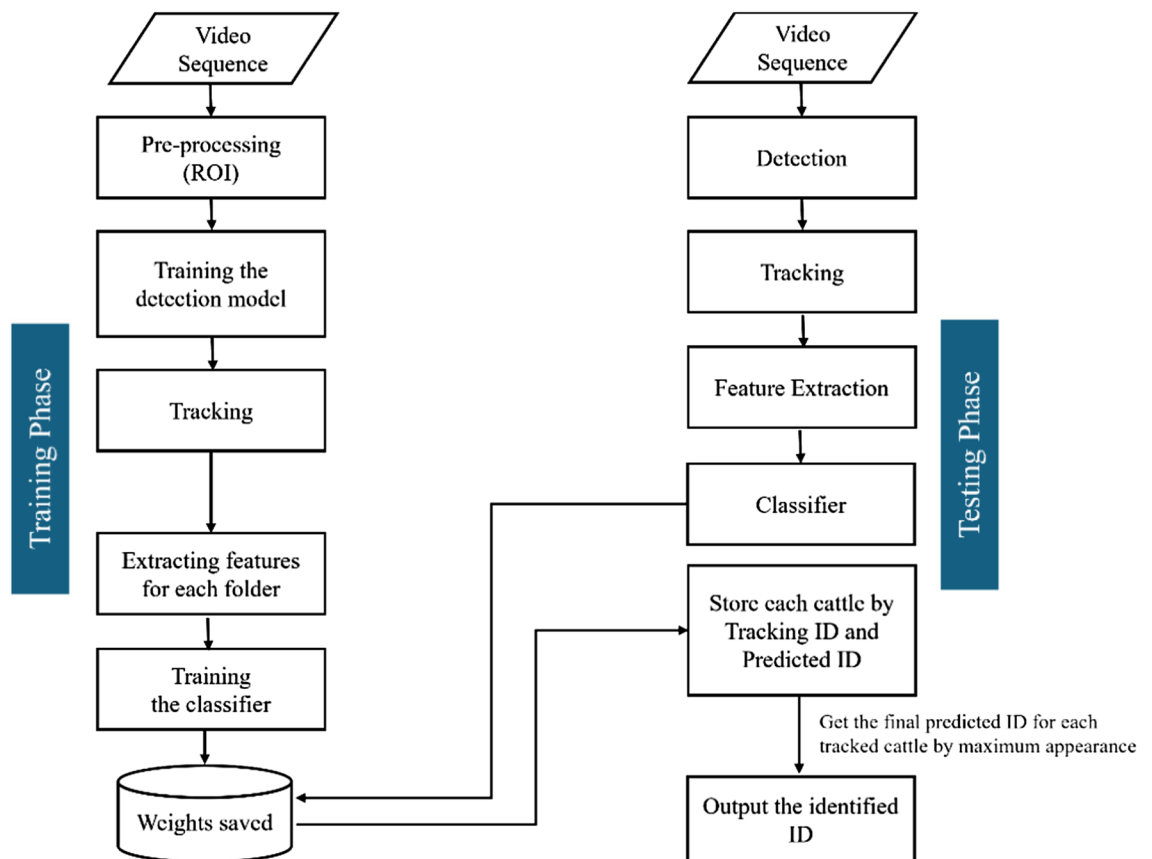 Video
Sequence
Pre-processing
(ROI)
Training the
detection model
Tracking
Extracting features
for each folder
Training
the classifier
Weights saved
Training Phase
Video
Sequence
Detection
Tracking
Feature Extraction
Classifier
Store each cattle by
Tracking ID and
Predicted ID
Get the final predicted ID for each
tracked cattle by maximum appearance
Output the identified
ID
Testing Phase